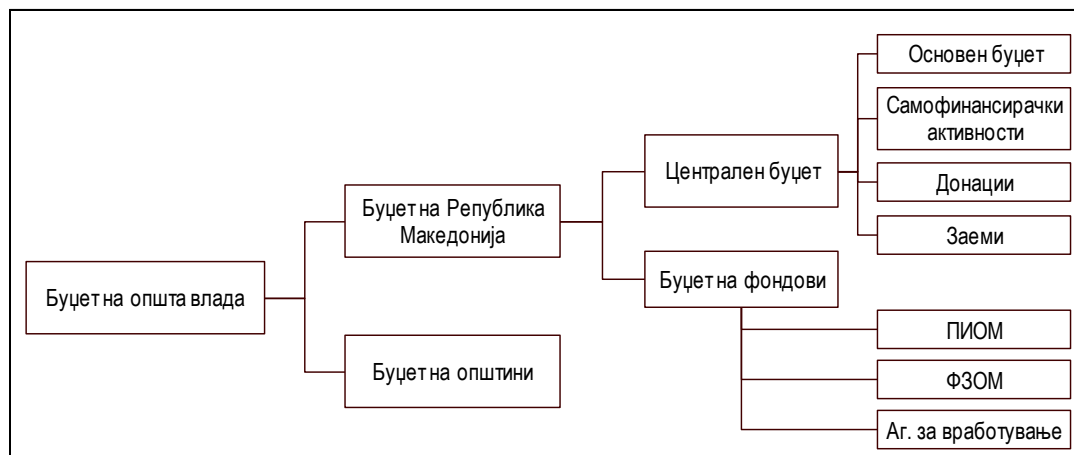 Основен буџет
Самофинансирачки
активности
Централен буџет
Донации
Буџет на Република
Македонија
Заеми
Буџет на општа влада
Буџет на фондови
ПИОМ
Буџет на општини
ФЗОМ
Аг. за вработување